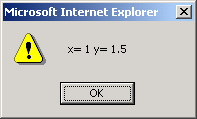 Microsoft Internet Explorer
x= 1 y= 1.5
OK